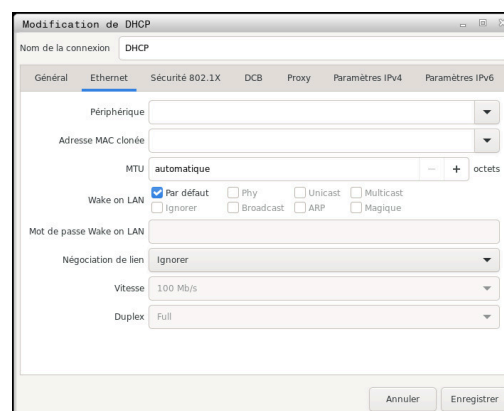 Modification de DHCP
Nom de la connexion DHCP
Général Ethernet Sécurité 802.1X DCB Proxy Paramètres IPv4 Paramètres IPv6
Périphérique
Adresse MAC clonée
MTU automatique − + octets
Wake on LAN Par défaut Phy Unicast Multicast
Ignorer Broadcast ARP Magique
Mot de passe Wake on LAN
Négociation de lien Ignorer
Vitesse 100 Mb/s
Duplex Full
Annuler Enregistrer